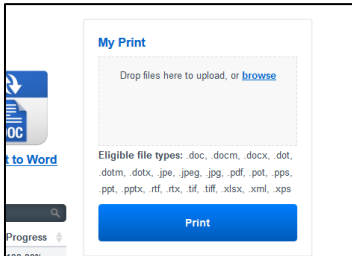 My Print
Drop files here to upload, or browse
DOC
t to Word
Eligible file types: .doc, .docm, .docx, .dot,
.dotm, .dotx, .jpe, .jpeg, .jpg, .pdf, .pot, .pps,
.ppt, .pptx, .rtf, .rtx, .tif, .tiff, .xlsx, .xml, .xps
Print
Progress